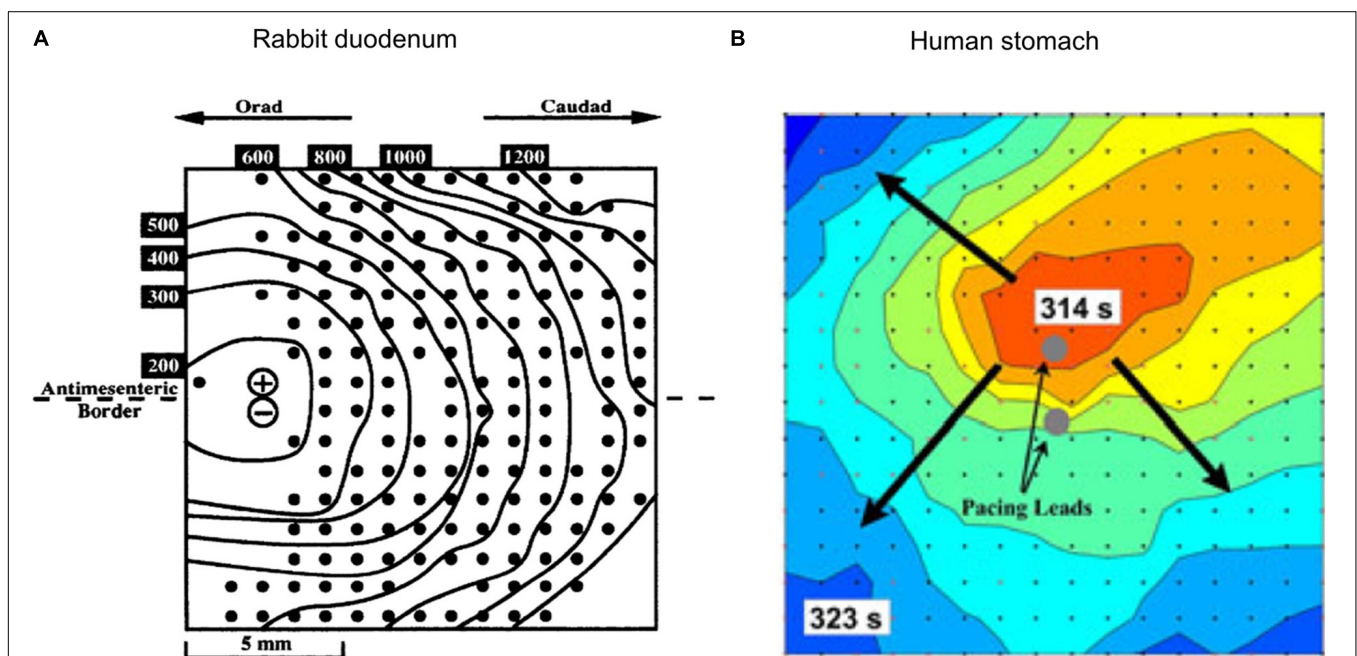 A
Rabbit duodenum
B
Human stomach
Orad
Caudad
600
800
1000
1200
500
400
300
200
Antimesenteric
Border
+
−
5 mm
314 s
Pacing Leads
323 s